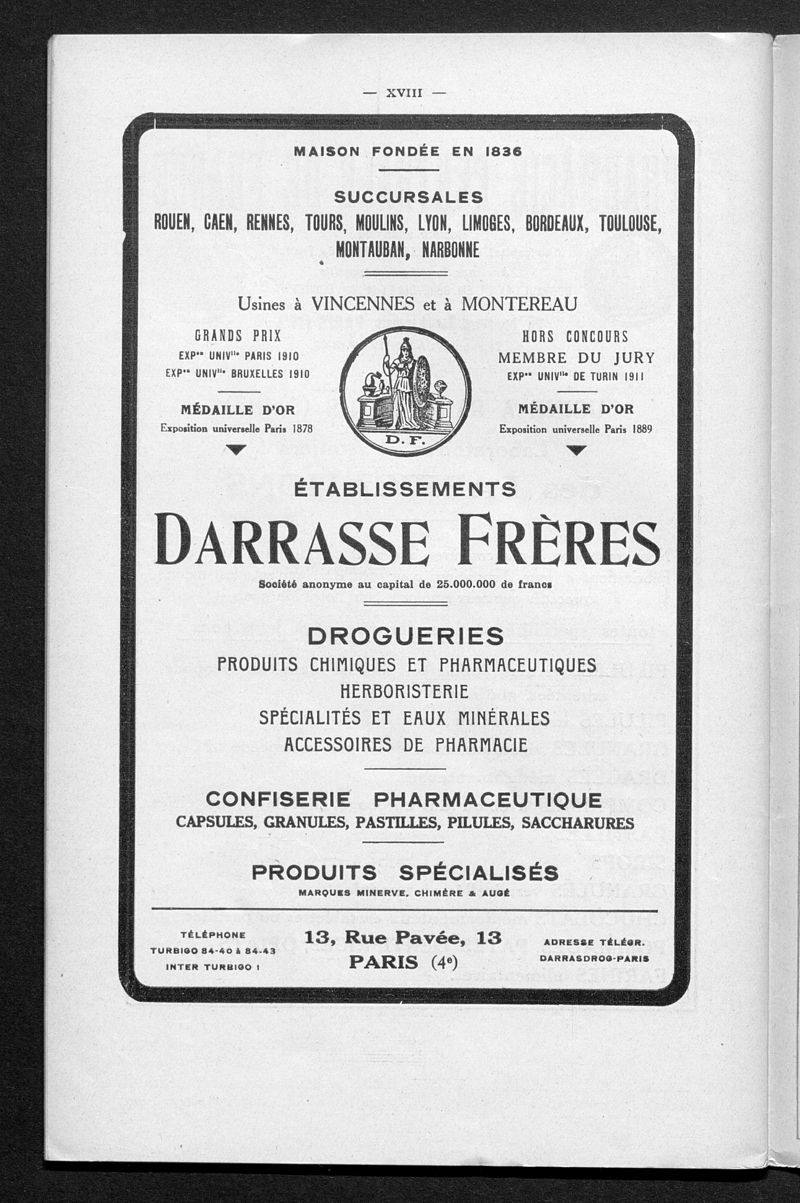 — XVIII —
MAISON FONDÉE EN 1836
SUCCURSALES
ROUEN, CAEN, RENNES, TOURS, MOULINS, LYON, LIMOGES, BORDEAUX, TOULOUSE,
MONTAUBAN, NARBONNE
Usines à VINCENNES et à MONTEREAU
GRANDS PRIX
EXPᵒⁿ UNIVˡˡᵉ PARIS 1910
EXPᵒⁿ UNIVˡˡᵉ BRUXELLES 1910
MÉDAILLE D'OR
Exposition universelle Paris 1878
D. F.
HORS CONCOURS
MEMBRE DU JURY
EXPᵒⁿ UNIVˡˡᵉ DE TURIN 1911
MÉDAILLE D'OR
Exposition universelle Paris 1889
ÉTABLISSEMENTS
DARRASSE FRÈRES
Société anonyme au capital de 25.000.000 de francs
DROGUERIES
PRODUITS CHIMIQUES ET PHARMACEUTIQUES
HERBORISTERIE
SPÉCIALITÉS ET EAUX MINÉRALES
ACCESSOIRES DE PHARMACIE
CONFISERIE PHARMACEUTIQUE
CAPSULES, GRANULES, PASTILLES, PILULES, SACCHARURES
PRODUITS SPÉCIALISÉS
MARQUES MINERVE, CHIMÈRE & AUGÉ
TÉLÉPHONE
TURBIGO 84-40 à 84-43
INTER TURBIGO 1
13, Rue Pavée, 13
PARIS (4ᵉ)
ADRESSE TÉLÉGR.
DARRASDROG-PARIS